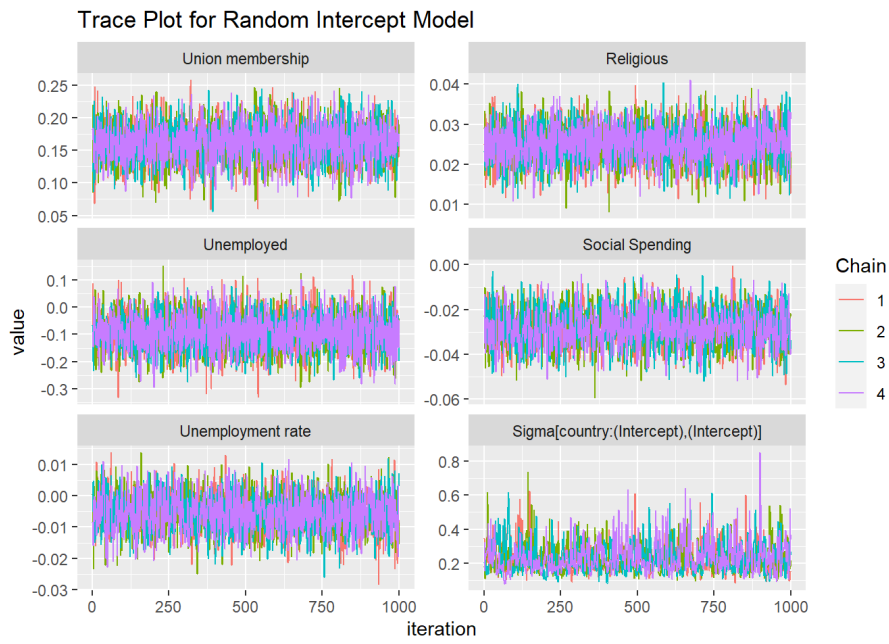 Trace Plot for Random Intercept Model
Union membership
Religious
0.25
0.20
0.15
0.10
0.05
0.04
0.03
0.02
0.01
Unemployed
Social Spending
0.1
0.0
-0.1
-0.2
-0.3
0.00
-0.02
-0.04
-0.06
Unemployment rate
Sigma[country:(Intercept),(Intercept)]
0.01
0.00
-0.01
-0.02
-0.03
0.8
0.6
0.4
0.2
0 250 500 750 1000
0 250 500 750 1000
value
iteration
Chain
1
2
3
4